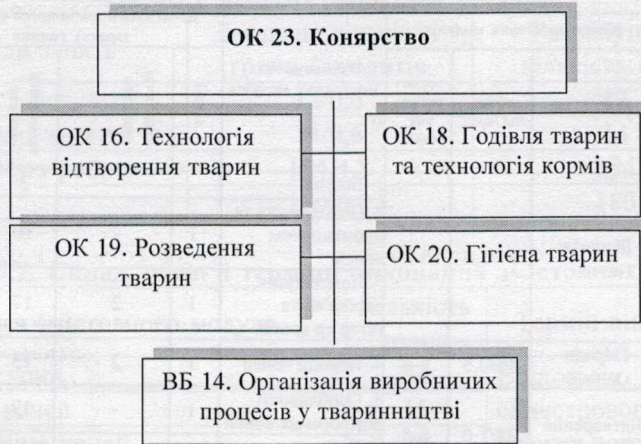 ОК 23. Конярство
ОК 16. Технологія
відтворення тварин
ОК 18. Годівля тварин
та технологія кормів
ОК 19. Розведення
тварин
ОК 20. Гігієна тварин
ВБ 14. Організація виробничих
процесів у тваринництві